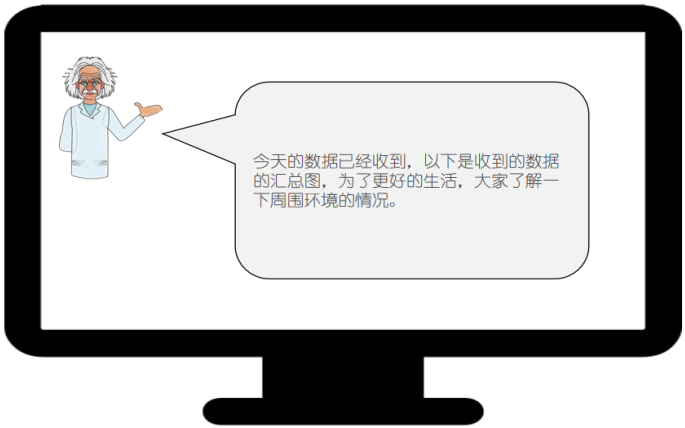 今天的数据已经收到，以下是收到的数据
的汇总图，为了更好的生活，大家了解一
下周围环境的情况。